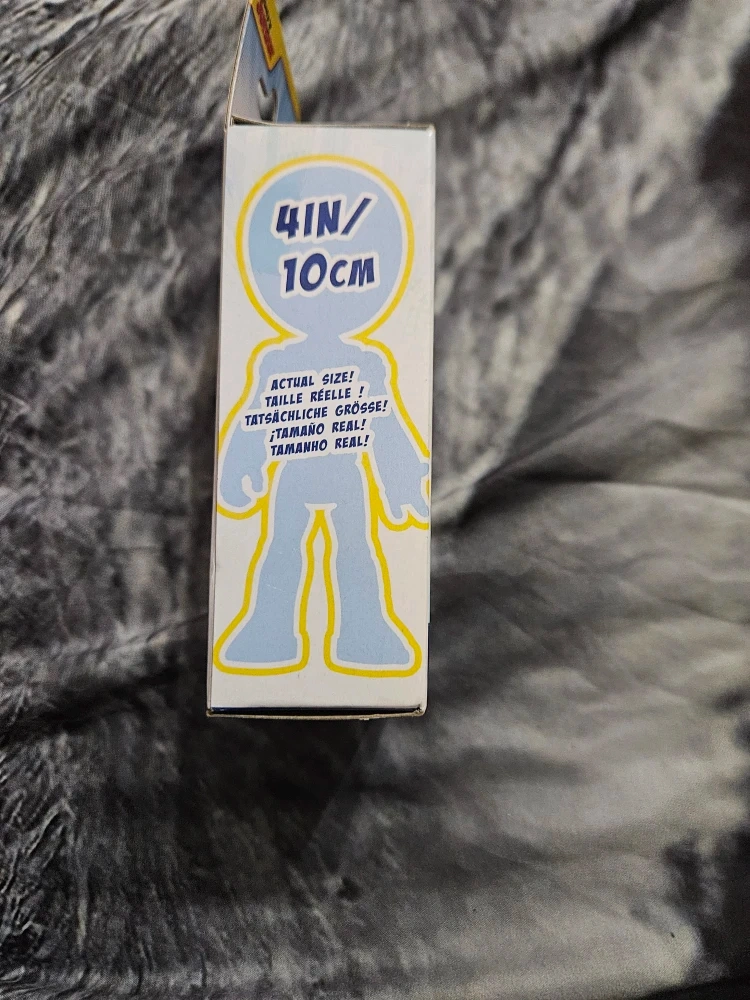 4IN/
10CM
ACTUAL SIZE!
TAILLE RÉELLE !
TATSÄCHLICHE GRÖSSE!
¡TAMAÑO REAL!
TAMANHO REAL!